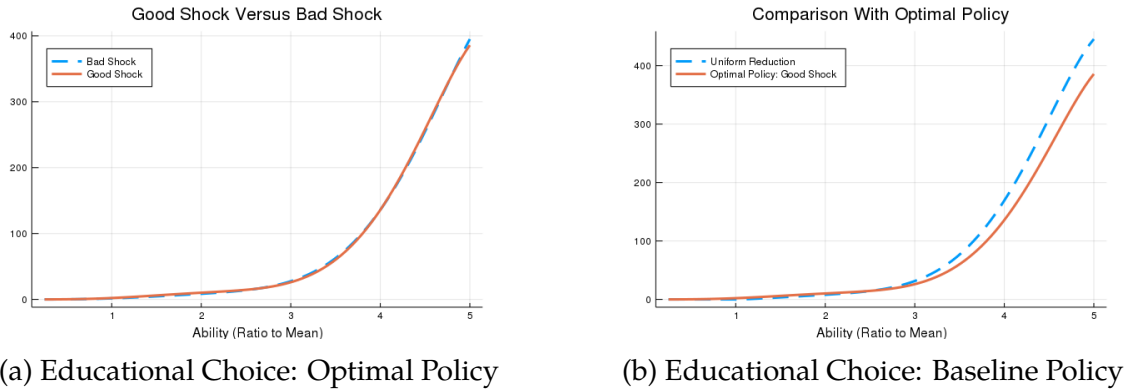 Good Shock Versus Bad Shock
400
300
200
100
0
Bad Shock
Good Shock
1 2 3 4 5
Ability (Ratio to Mean)
(a) Educational Choice: Optimal Policy
Comparison With Optimal Policy
400
300
200
100
0
Uniform Reduction
Optimal Policy: Good Shock
1 2 3 4 5
Ability (Ratio to Mean)
(b) Educational Choice: Baseline Policy